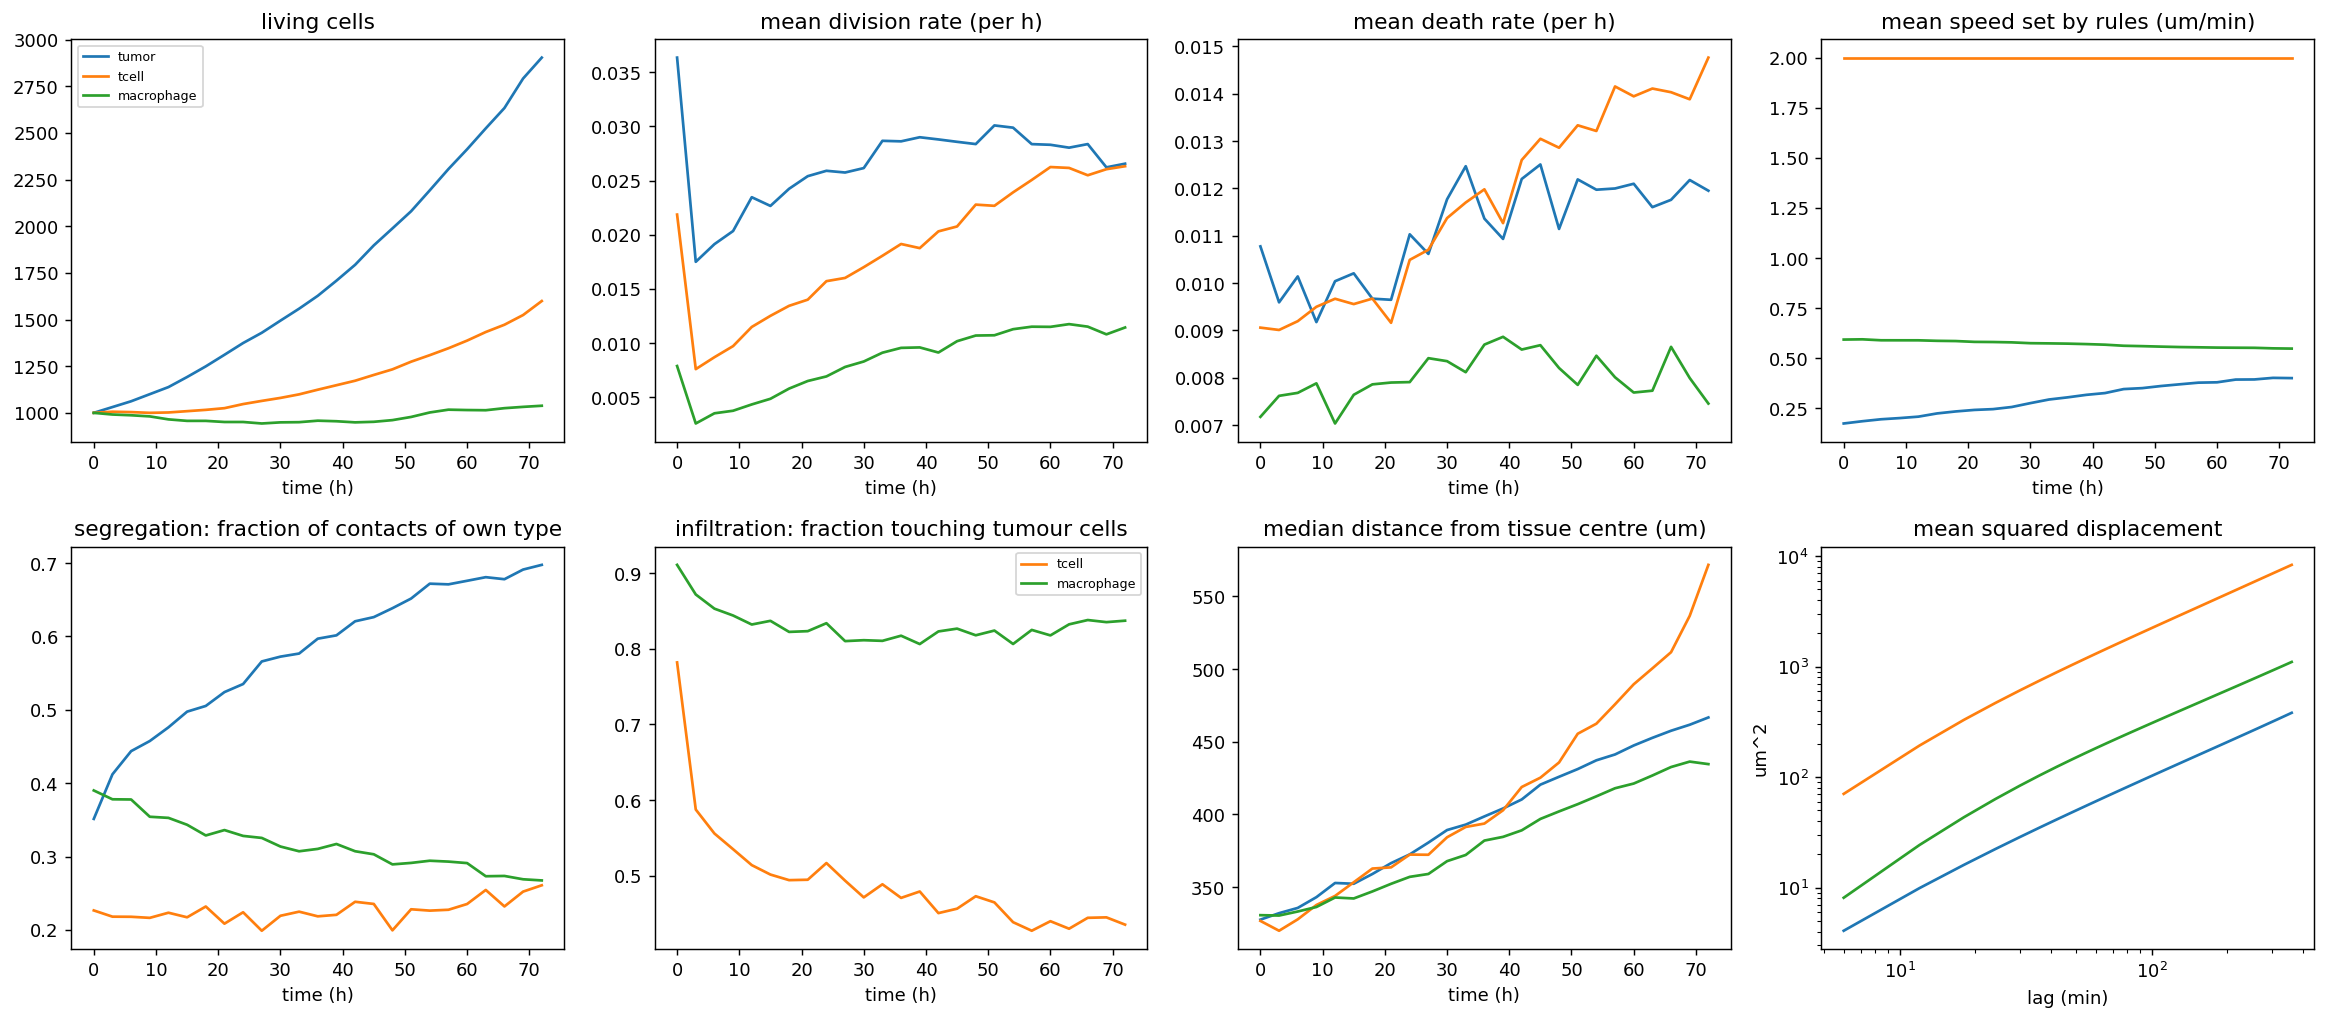 living cells
3000
2750
2500
2250
2000
1750
1500
1250
1000
tumor
tcell
macrophage
0 10 20 30 40 50 60 70
time (h)
mean division rate (per h)
0.035
0.030
0.025
0.020
0.015
0.010
0.005
0 10 20 30 40 50 60 70
time (h)
mean death rate (per h)
0.015
0.014
0.013
0.012
0.011
0.010
0.009
0.008
0.007
0 10 20 30 40 50 60 70
time (h)
mean speed set by rules (um/min)
2.00
1.75
1.50
1.25
1.00
0.75
0.50
0.25
0 10 20 30 40 50 60 70
time (h)
segregation: fraction of contacts of own type
0.7
0.6
0.5
0.4
0.3
0.2
0 10 20 30 40 50 60 70
time (h)
infiltration: fraction touching tumour cells
0.9
0.8
0.7
0.6
0.5
tcell
macrophage
0 10 20 30 40 50 60 70
time (h)
median distance from tissue centre (um)
550
500
450
400
350
0 10 20 30 40 50 60 70
time (h)
mean squared displacement
um^2
10^4
10^3
10^2
10^1
10^1 10^2
lag (min)